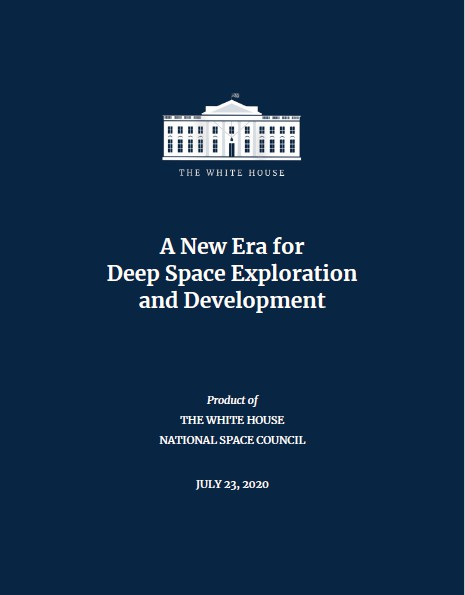 THE WHITE HOUSE
A New Era for
Deep Space Exploration
and Development
Product of
THE WHITE HOUSE
NATIONAL SPACE COUNCIL
JULY 23, 2020